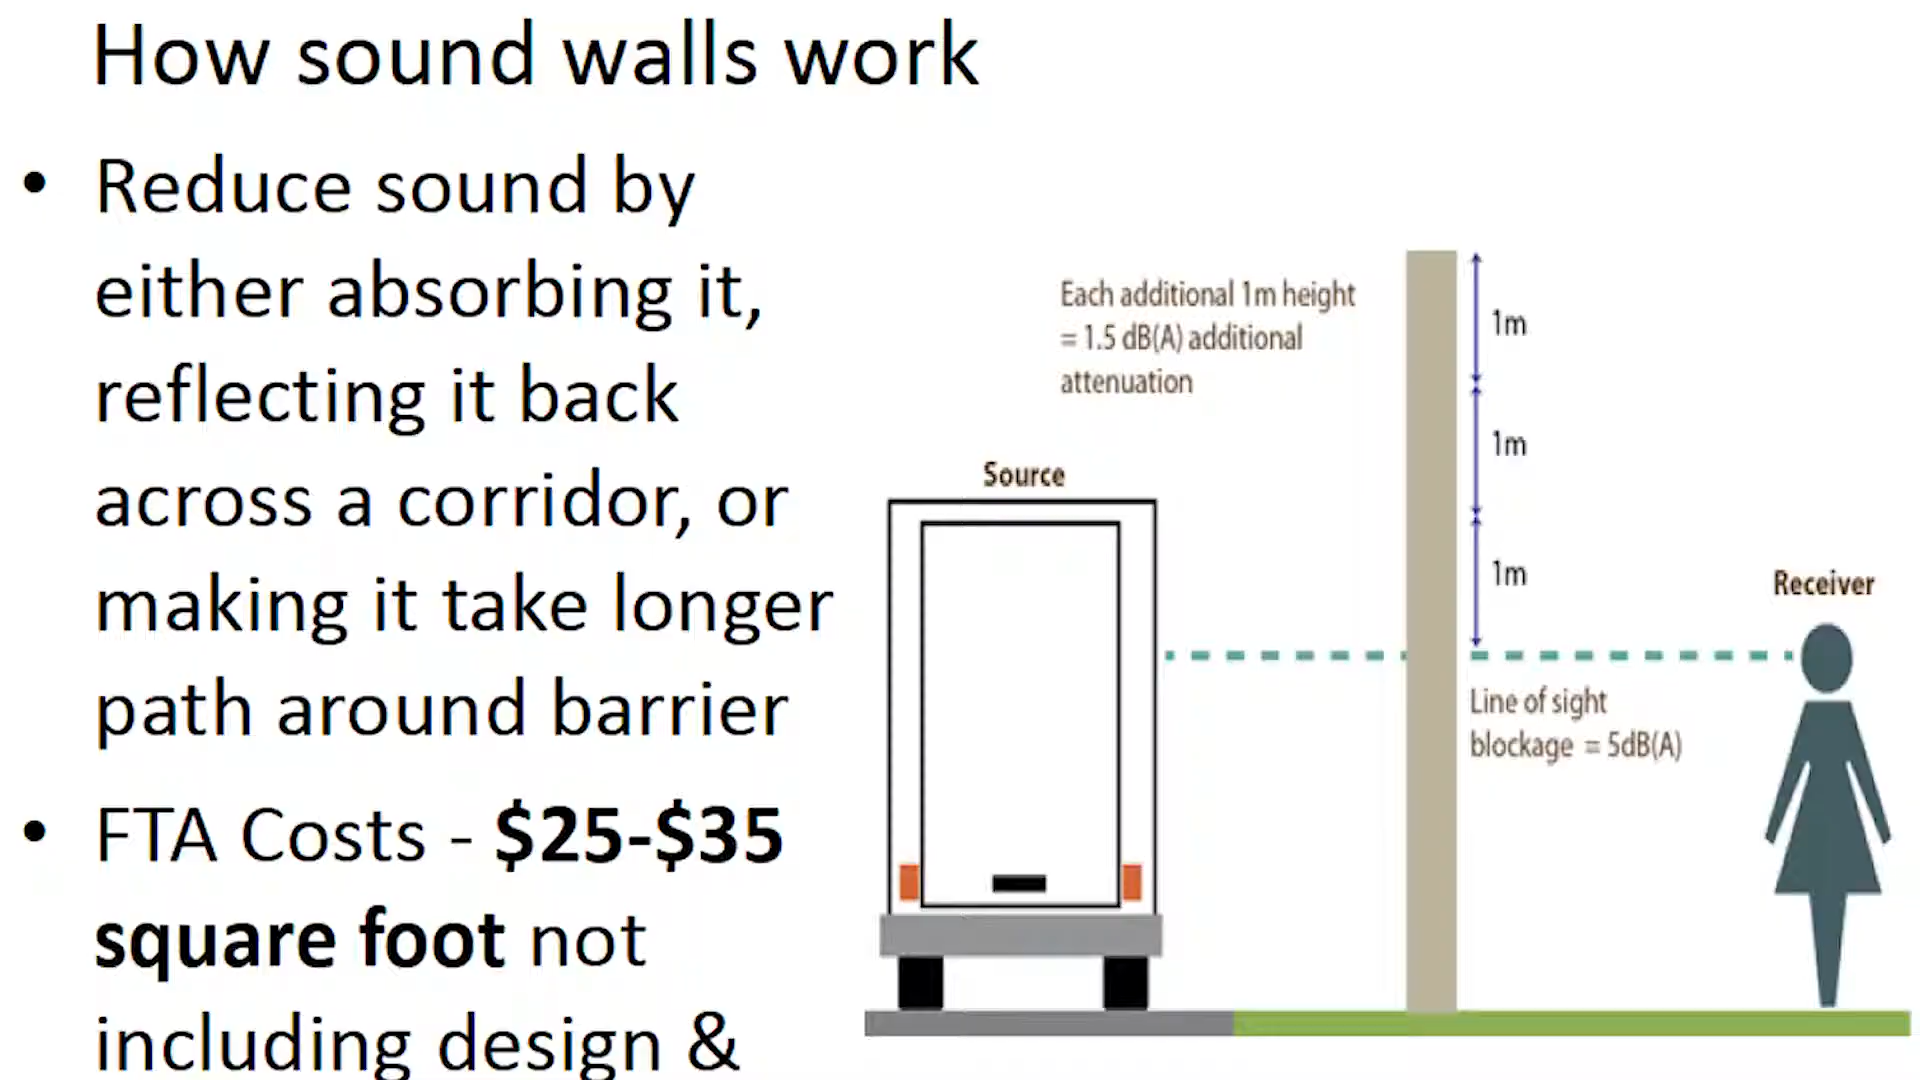 How sound walls work
• Reduce sound by
either absorbing it,
reflecting it back
across a corridor, or
making it take longer
path around barrier
• FTA Costs - $25-$35
square foot not
including design &
Each additional 1m height
= 1.5 dB(A) additional
attenuation
Source
1m
1m
1m
Receiver
Line of sight
blockage = 5dB(A)